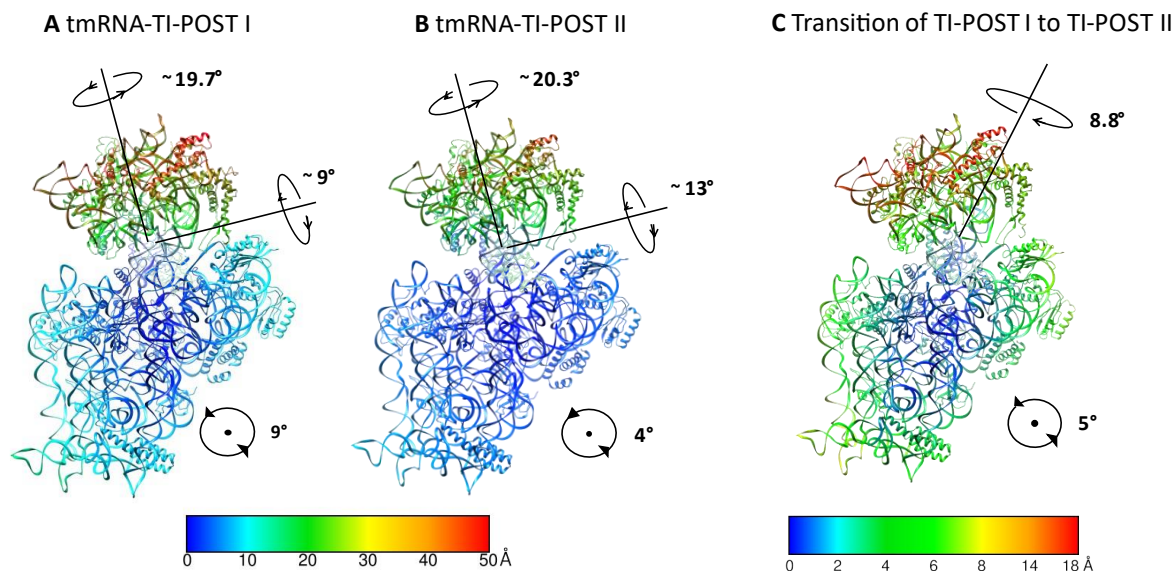 A tmRNA-TI-POST I
B tmRNA-TI-POST II
C Transition of TI-POST I to TI-POST II
~19.7°
~20.3°
8.8°
~9°
~13°
9°
4°
5°
0 10 20 30 40 50 Å
0 2 4 6 8 14 18 Å